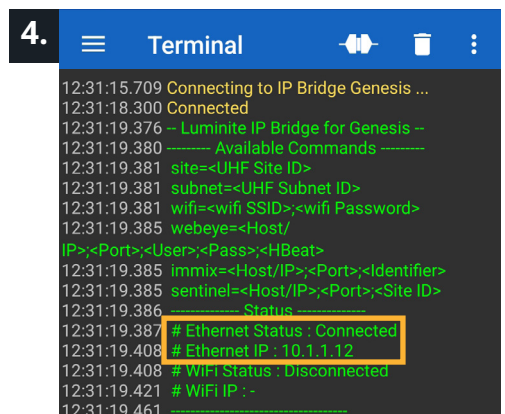 4.
Terminal
12:31:15.709 Connecting to IP Bridge Genesis ...
12:31:18.300 Connected
12:31:19.376 -- Luminite IP Bridge for Genesis --
12:31:19.380 --------- Available Commands ---------
12:31:19.381 site=<UHF Site ID>
12:31:19.381 subnet=<UHF Subnet ID>
12:31:19.381 wifi=<wifi SSID>;<wifi Password>
12:31:19.385 webeye=<Host/
IP>;<Port>;<User>;<Pass>;<HBeat>
12:31:19.385 immix=<Host/IP>;<Port>;<Identifier>
12:31:19.385 sentinel=<Host/IP>;<Port>;<Site ID>
12:31:19.386 -------------- Status --------------
12:31:19.387 # Ethernet Status : Connected
12:31:19.408 # Ethernet IP : 10.1.1.12
12:31:19.408 # WiFi Status : Disconnected
12:31:19.421 # WiFi IP : -
12:31:19.461 ------------------------------------